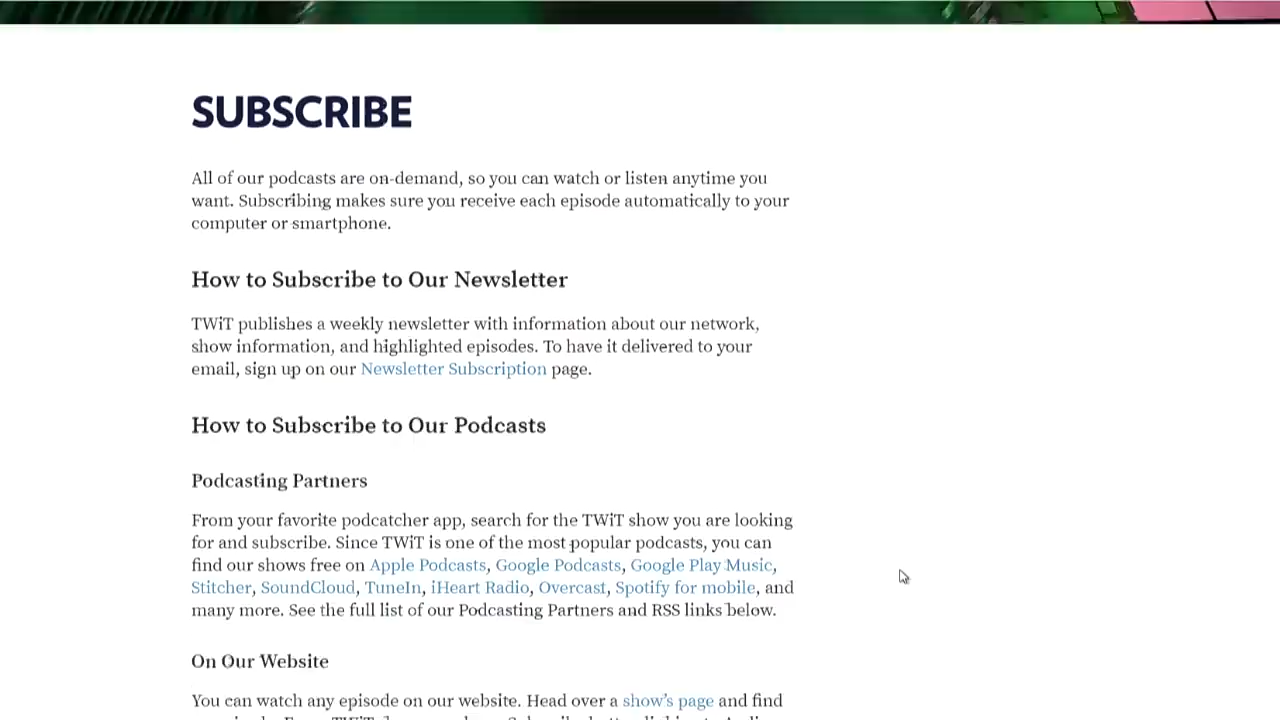 SUBSCRIBE
All of our podcasts are on-demand, so you can watch or listen anytime you
want. Subscribing makes sure you receive each episode automatically to your
computer or smartphone.
How to Subscribe to Our Newsletter
TWiT publishes a weekly newsletter with information about our network,
show information, and highlighted episodes. To have it delivered to your
email, sign up on our Newsletter Subscription page.
How to Subscribe to Our Podcasts
Podcasting Partners
From your favorite podcatcher app, search for the TWiT show you are looking
for and subscribe. Since TWiT is one of the most popular podcasts, you can
find our shows free on Apple Podcasts, Google Podcasts, Google Play Music,
Stitcher, SoundCloud, TuneIn, iHeart Radio, Overcast, Spotify for mobile, and
many more. See the full list of our Podcasting Partners and RSS links below.
On Our Website
You can watch any episode on our website. Head over a show's page and find